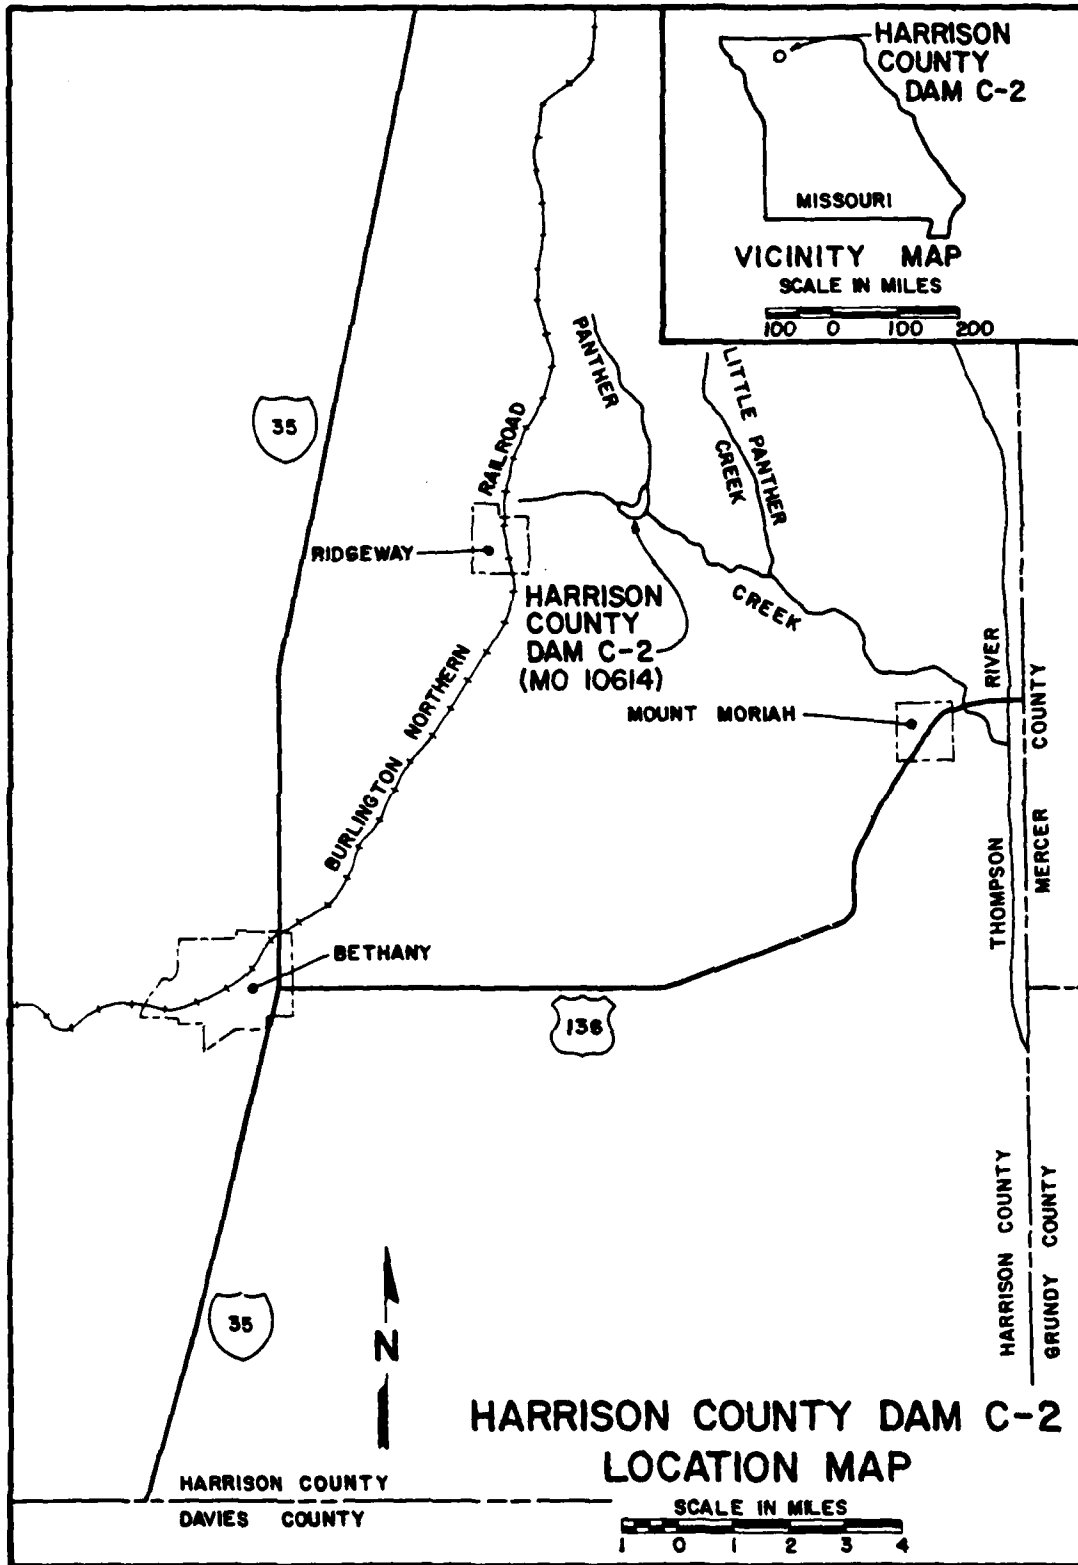 HARRISON
COUNTY
DAM C-2
MISSOURI
VICINITY MAP
SCALE IN MILES
100 0 100 200
35
RAILROAD
PANTHER
LITTLE PANTHER
CREEK
RIDGEWAY
HARRISON
COUNTY
DAM C-2
(MO 10614)
CREEK
BURLINGTON NORTHERN
MOUNT MORIAH
RIVER
THOMPSON
MERCER COUNTY
BETHANY
136
HARRISON COUNTY
GRUNDY COUNTY
35
N
HARRISON COUNTY DAM C-2
LOCATION MAP
HARRISON COUNTY
DAVIES COUNTY
SCALE IN MILES
1 0 1 2 3 4